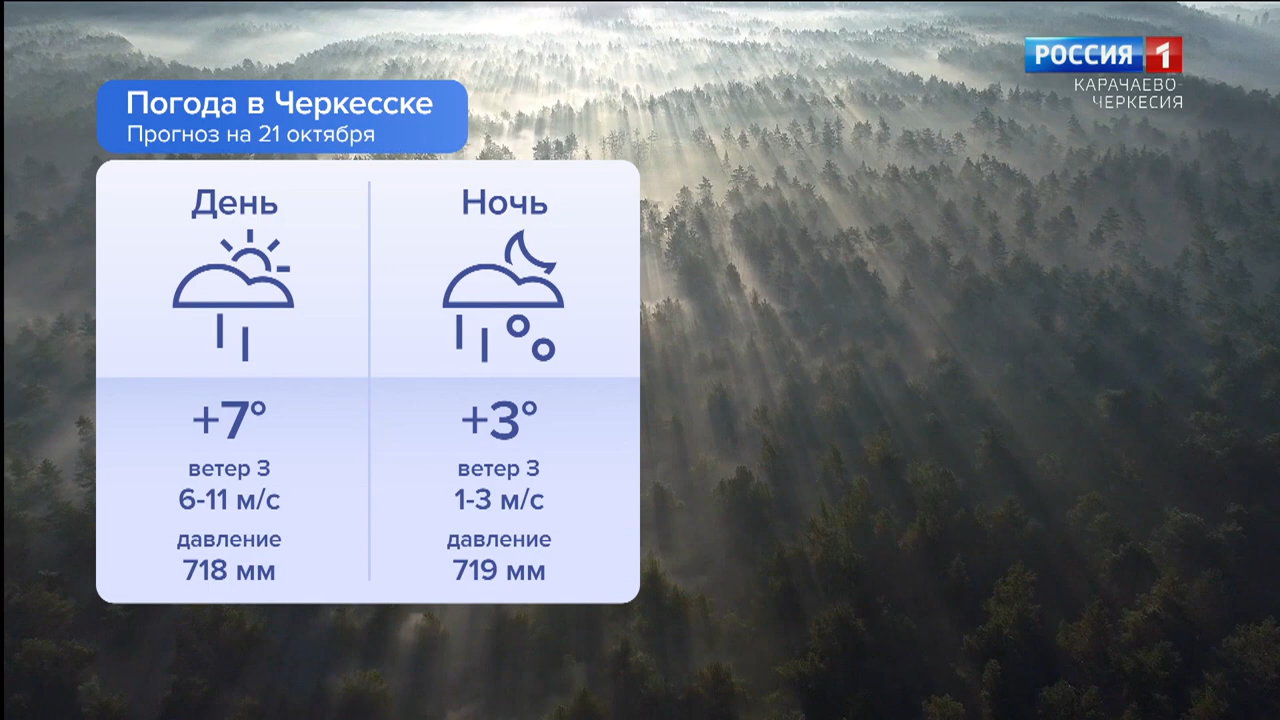 Погода в Черкесске
Прогноз на 21 октября
РОССИЯ 1
КАРАЧАЕВО-
ЧЕРКЕСИЯ
День
Ночь
+7°
+3°
ветер З
ветер З
6-11 м/с
1-3 м/с
давление
давление
718 мм
719 мм